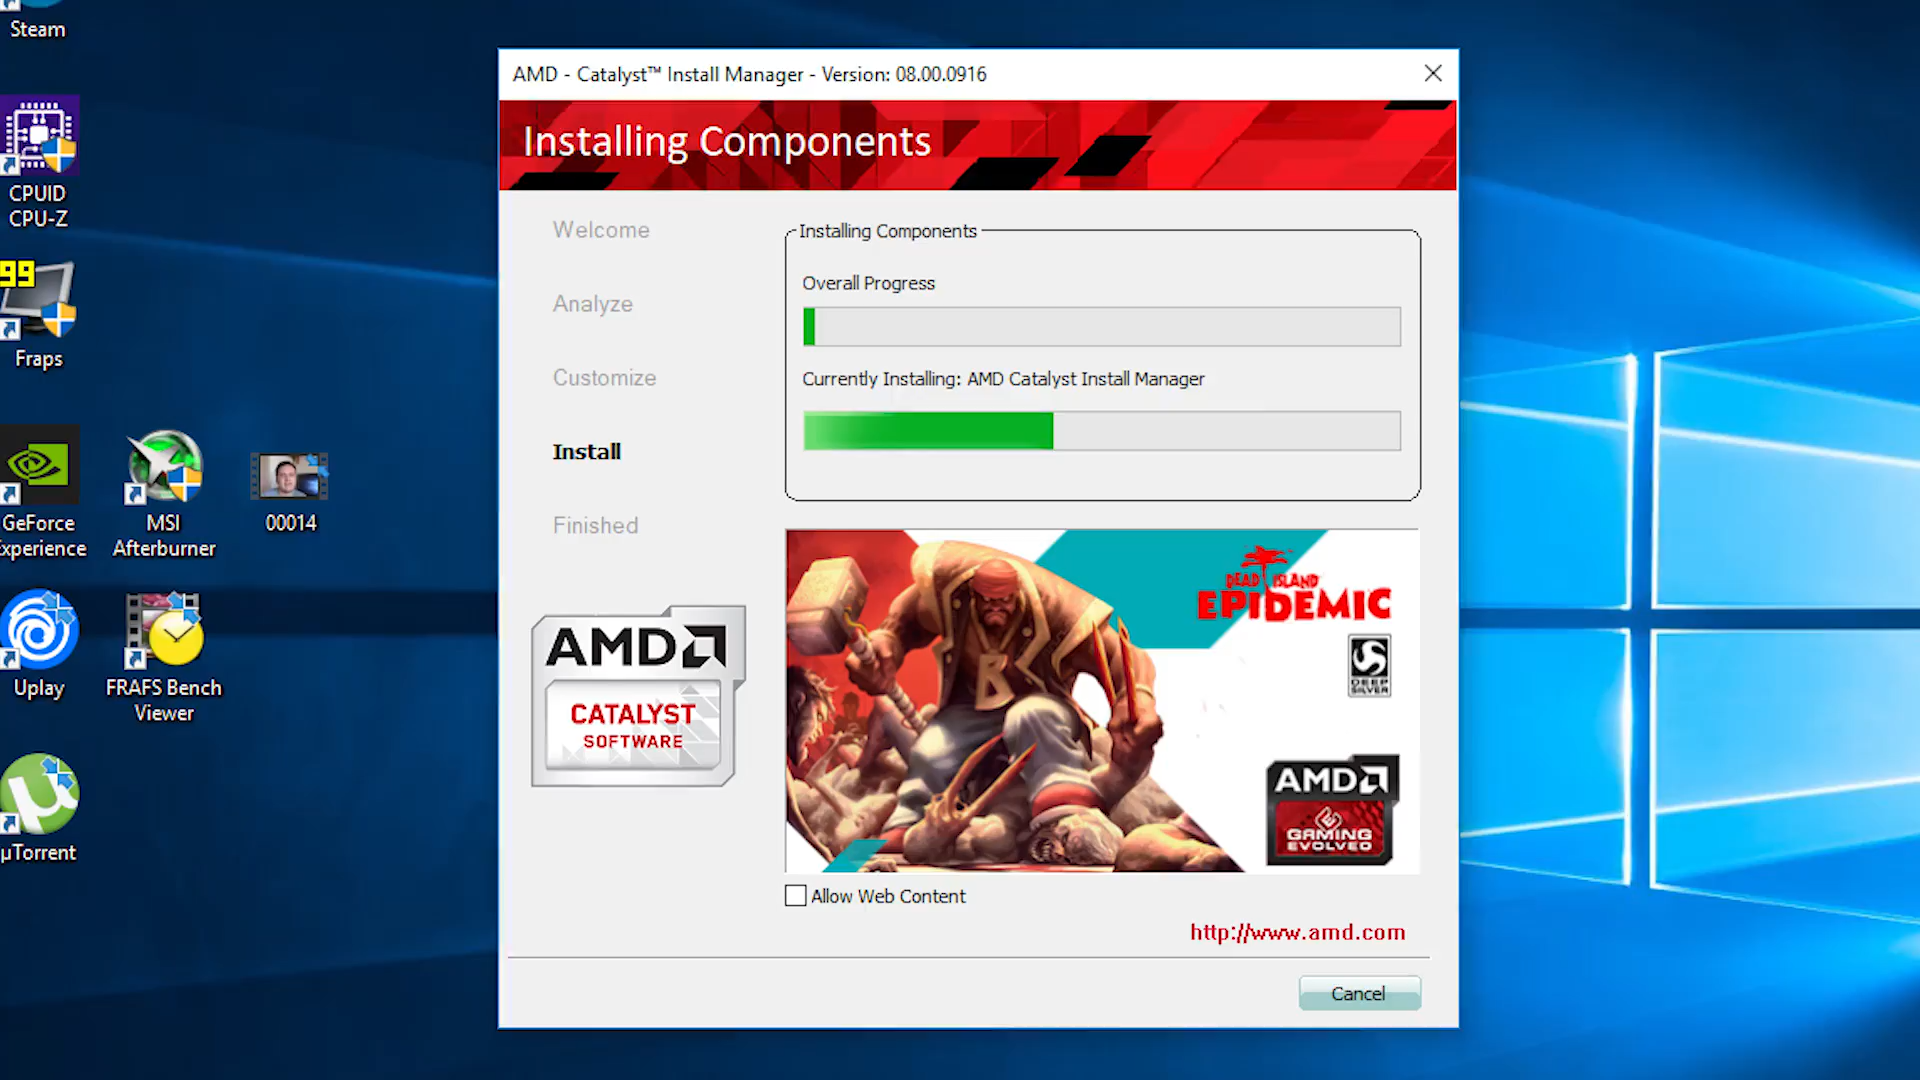 Steam
CPUID
CPU-Z
99
Fraps
GeForce
Experience
MSI
Afterburner
00014
Uplay
FRAFS Bench
Viewer
µTorrent
AMD - Catalyst™ Install Manager - Version: 08.00.0916
Installing Components
Welcome
Analyze
Customize
Install
Finished
AMD
CATALYST
SOFTWARE
Installing Components
Overall Progress
Currently Installing: AMD Catalyst Install Manager
DEAD ISLAND
EPIDEMIC
DEEP
SILVER
B
AMD
GAMING
EVOLVED
Allow Web Content
http://www.amd.com
Cancel